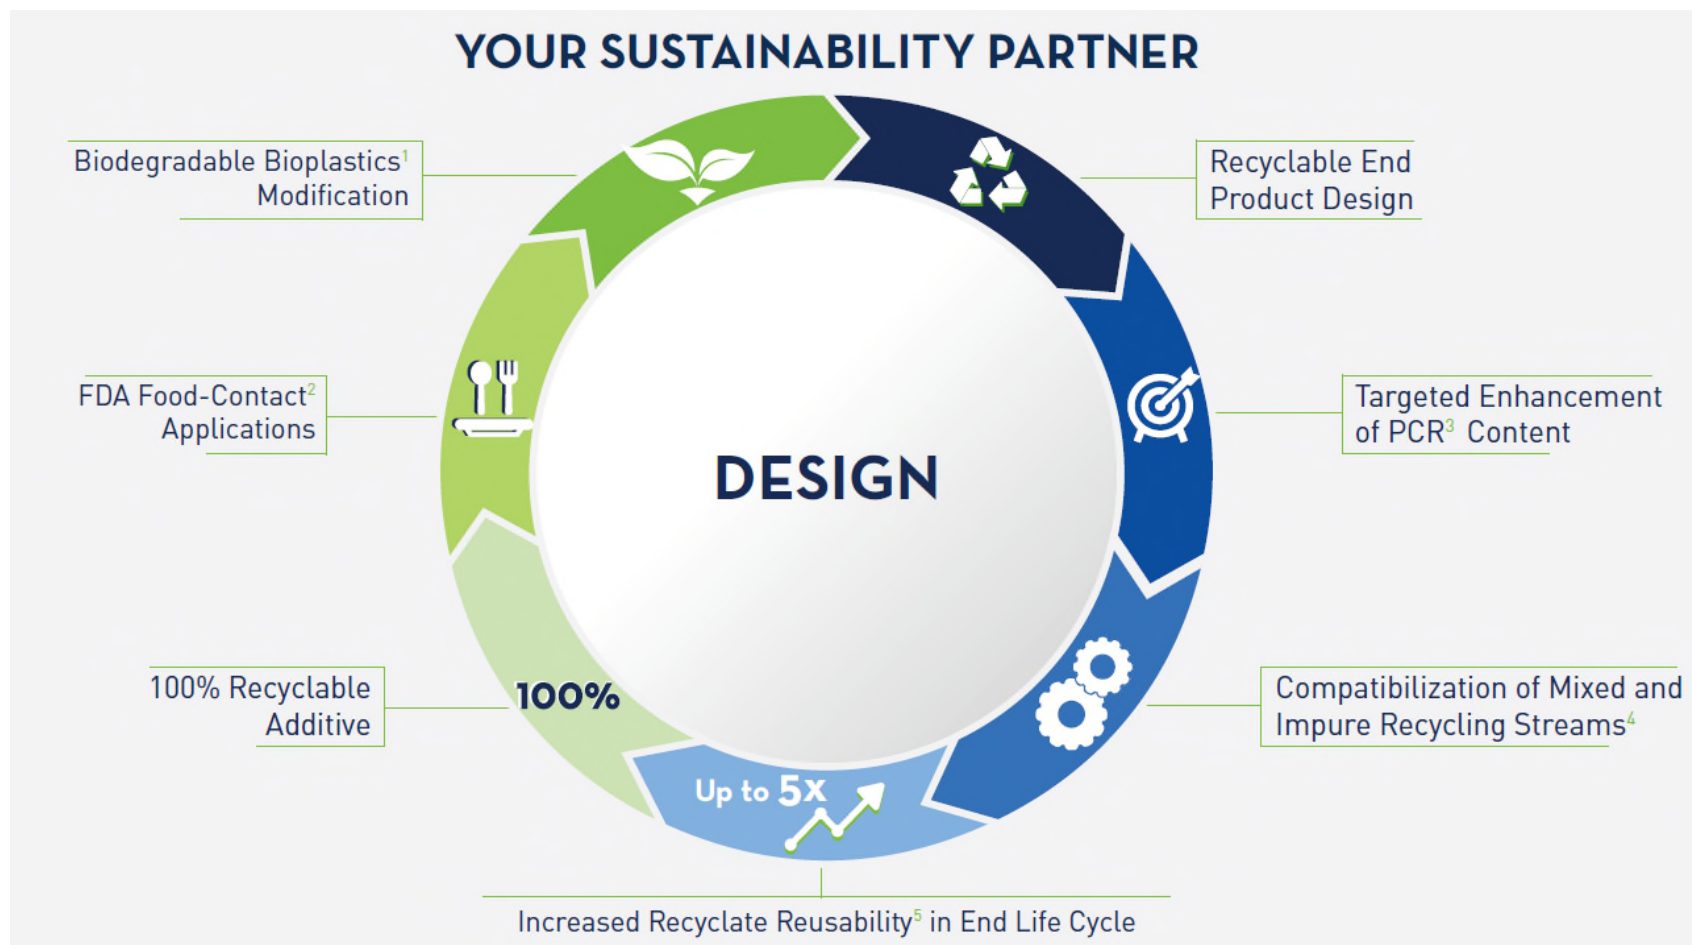 YOUR SUSTAINABILITY PARTNER
Biodegradable Bioplastics¹
Modification
Recyclable End
Product Design
FDA Food-Contact²
Applications
Targeted Enhancement
of PCR³ Content
DESIGN
100% Recyclable
Additive
100%
Compatibilization of Mixed and
Impure Recycling Streams⁴
Up to 5x
Increased Recyclate Reusability⁵ in End Life Cycle